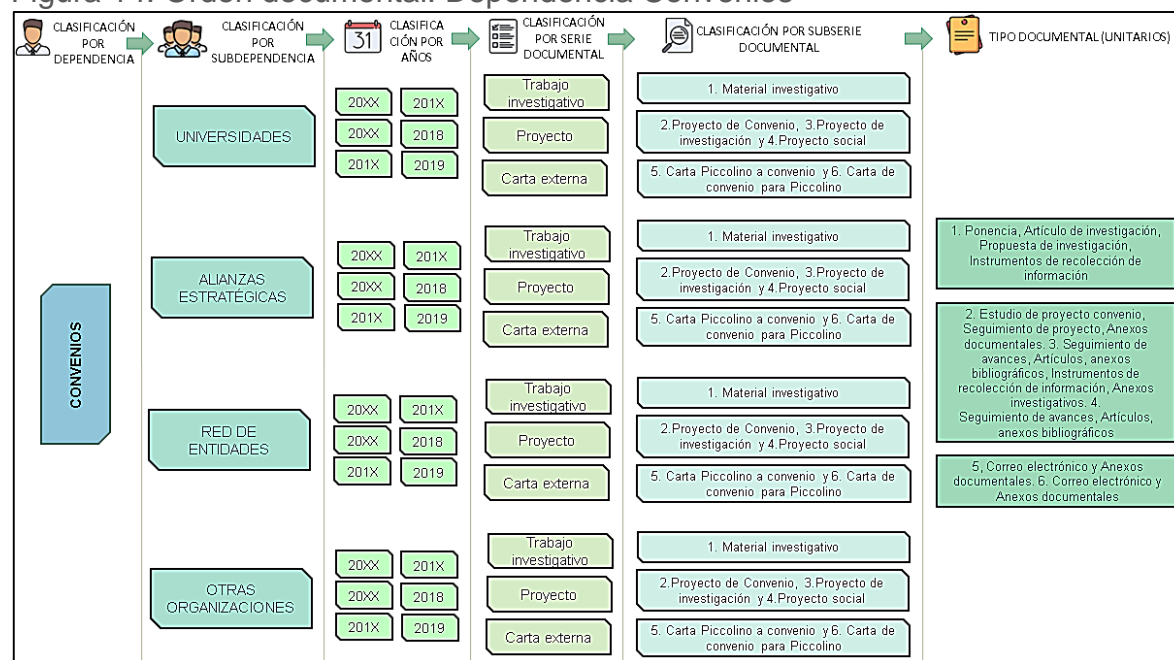 Figura 14. Orden documental: Dependencia Convenios
CLASIFICACIÓN
POR
DEPENDENCIA
CLASIFICACIÓN
POR
SUBDEPENDENCIA
31
CLASIFICA
CIÓN POR
AÑOS
CLASIFICACIÓN
POR SERIE
DOCUMENTAL
CLASIFICACIÓN POR SUBSERIE
DOCUMENTAL
TIPO DOCUMENTAL (UNITARIOS)
CONVENIOS
UNIVERSIDADES
20XX 201X
20XX 2018
201X 2019
Trabajo
investigativo
Proyecto
Carta externa
1. Material investigativo
2.Proyecto de Convenio, 3.Proyecto de
investigación y 4.Proyecto social
5. Carta Piccolino a convenio y 6. Carta de
convenio para Piccolino
ALIANZAS
ESTRATÉGICAS
20XX 201X
20XX 2018
201X 2019
Trabajo
investigativo
Proyecto
Carta externa
1. Material investigativo
2.Proyecto de Convenio, 3.Proyecto de
investigación y 4.Proyecto social
5. Carta Piccolino a convenio y 6. Carta de
convenio para Piccolino
RED DE
ENTIDADES
20XX 201X
20XX 2018
201X 2019
Trabajo
investigativo
Proyecto
Carta externa
1. Material investigativo
2.Proyecto de Convenio, 3.Proyecto de
investigación y 4.Proyecto social
5. Carta Piccolino a convenio y 6. Carta de
convenio para Piccolino
OTRAS
ORGANIZACIONES
20XX 201X
20XX 2018
201X 2019
Trabajo
investigativo
Proyecto
Carta externa
1. Material investigativo
2.Proyecto de Convenio, 3.Proyecto de
investigación y 4.Proyecto social
5. Carta Piccolino a convenio y 6. Carta de
convenio para Piccolino
1. Ponencia, Artículo de investigación,
Propuesta de investigación,
Instrumentos de recolección de
información
2. Estudio de proyecto convenio,
Seguimiento de proyecto, Anexos
documentales. 3. Seguimiento de
avances, Artículos, anexos
bibliográficos, Instrumentos de
recolección de información, Anexos
investigativos. 4.
Seguimiento de avances, Artículos,
anexos bibliográficos
5, Correo electrónico y Anexos
documentales. 6. Correo electrónico y
Anexos documentales